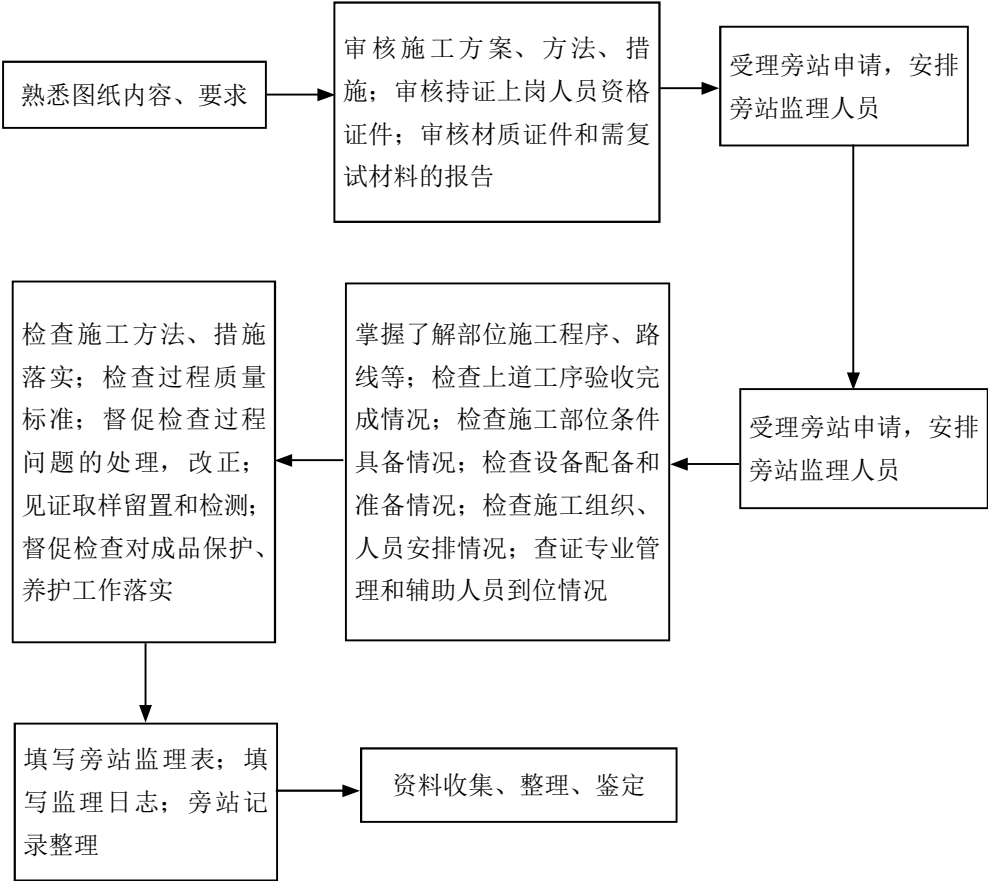 熟悉图纸内容、要求
审核施工方案、方法、措
施；审核持证上岗人员资格
证件；审核材质证件和需复
试材料的报告
受理旁站申请，安排
旁站监理人员
受理旁站申请，安排
旁站监理人员
掌握了解部位施工程序、路
线等；检查上道工序验收完
成情况；检查施工部位条件
具备情况；检查设备配备和
准备情况；检查施工组织、
人员安排情况；查证专业管
理和辅助人员到位情况
检查施工方法、措施
落实；检查过程质量
标准；督促检查过程
问题的处理，改正；
见证取样留置和检测；
督促检查对成品保护、
养护工作落实
填写旁站监理表；填
写监理日志；旁站记
录整理
资料收集、整理、鉴定